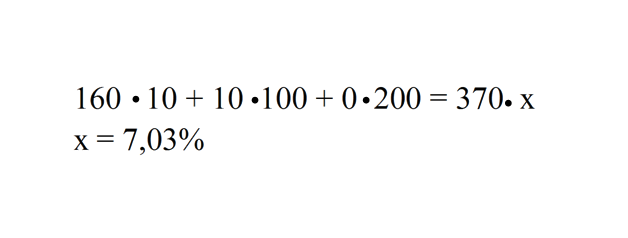 160 • 10 + 10 •100 + 0•200 = 370• x
x = 7,03%